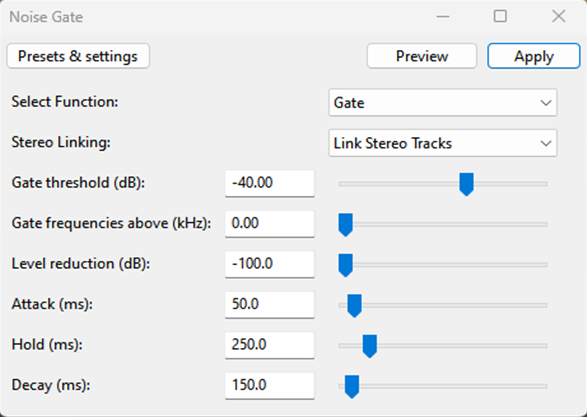 Noise Gate
Presets & settings Preview Apply
Select Function: Gate
Stereo Linking: Link Stereo Tracks
Gate threshold (dB): -40.00
Gate frequencies above (kHz): 0.00
Level reduction (dB): -100.0
Attack (ms): 50.0
Hold (ms): 250.0
Decay (ms): 150.0